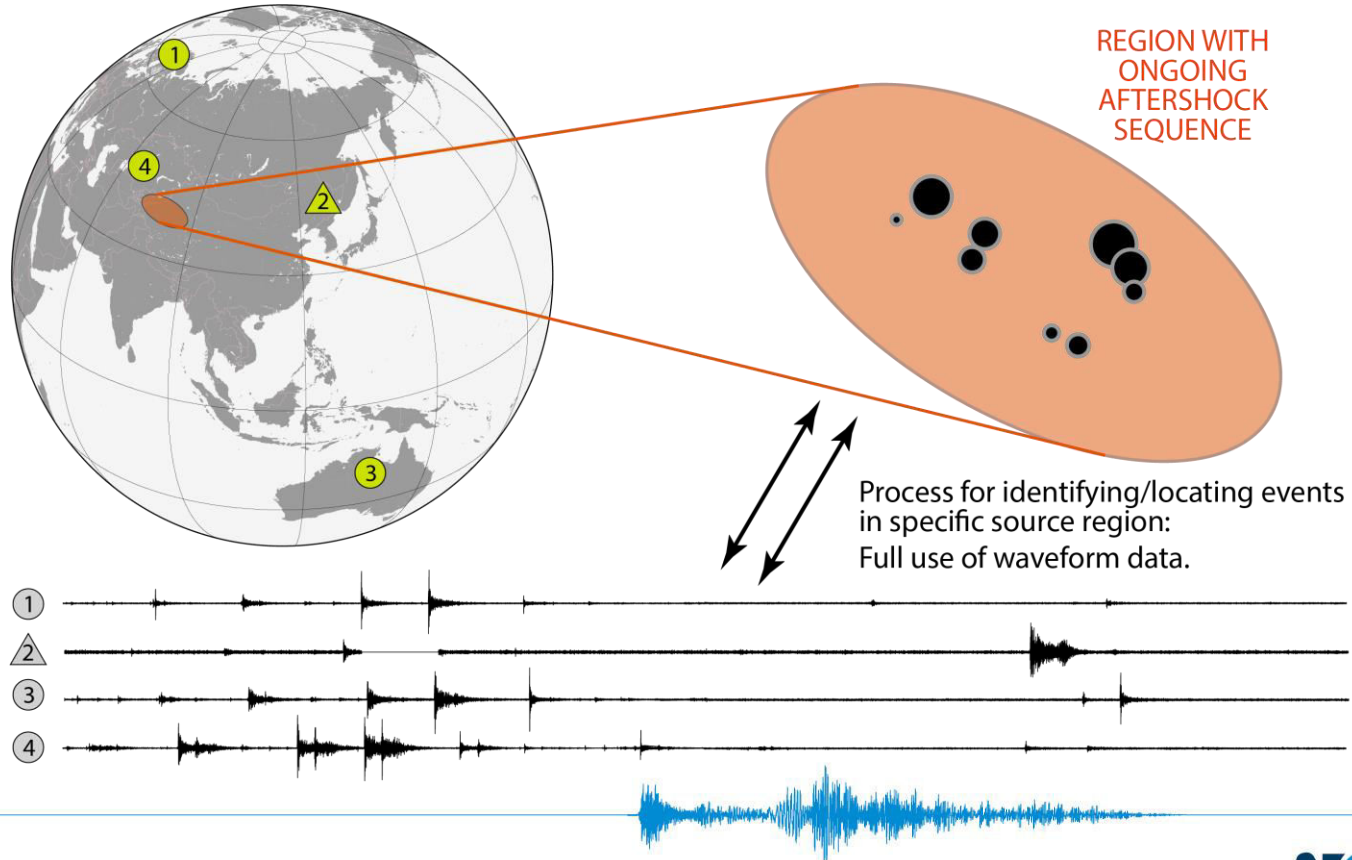 REGION WITH
ONGOING
AFTERSHOCK
SEQUENCE
1
4
2
3
Process for identifying/locating events
in specific source region:
Full use of waveform data.
1
2
3
4